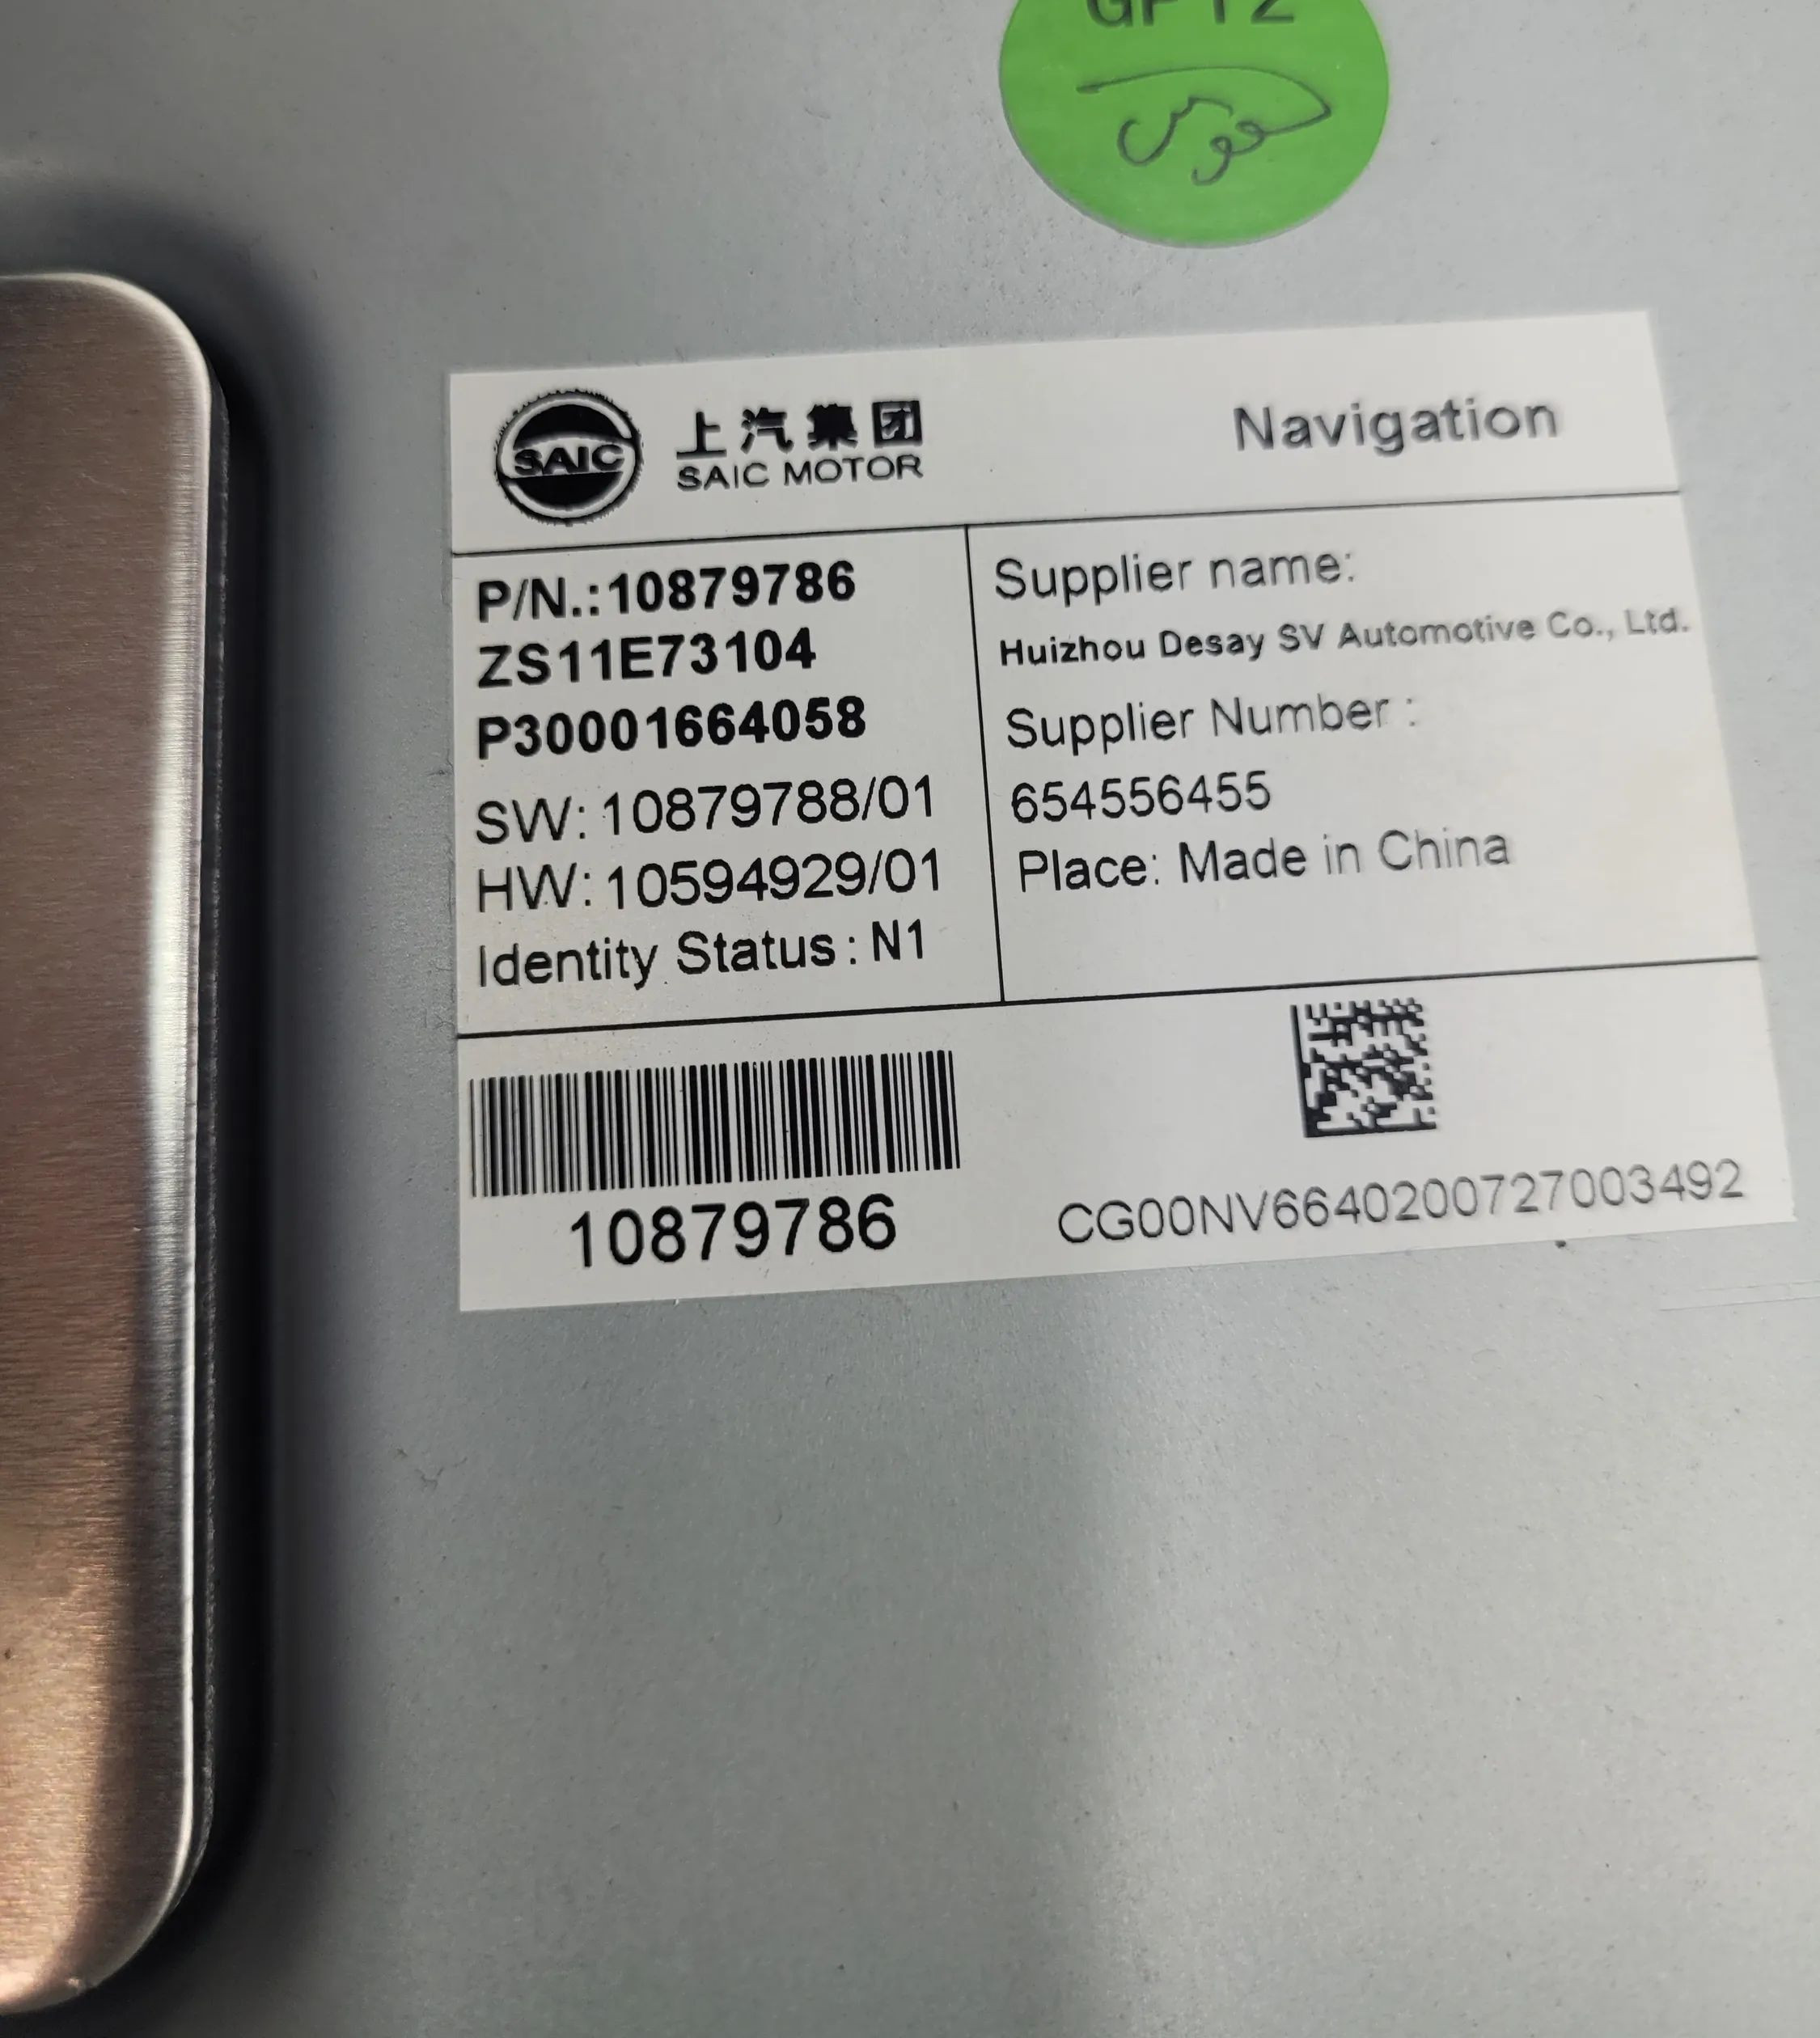 SAIC
上汽集团
SAIC MOTOR
Navigation
P/N.:10879786
ZS11E73104
P30001664058
SW: 10879788/01
HW: 10594929/01
Identity Status : N1
Supplier name:
Huizhou Desay SV Automotive Co., Ltd.
Supplier Number :
654556455
Place: Made in China
10879786
CG00NV6640200727003492